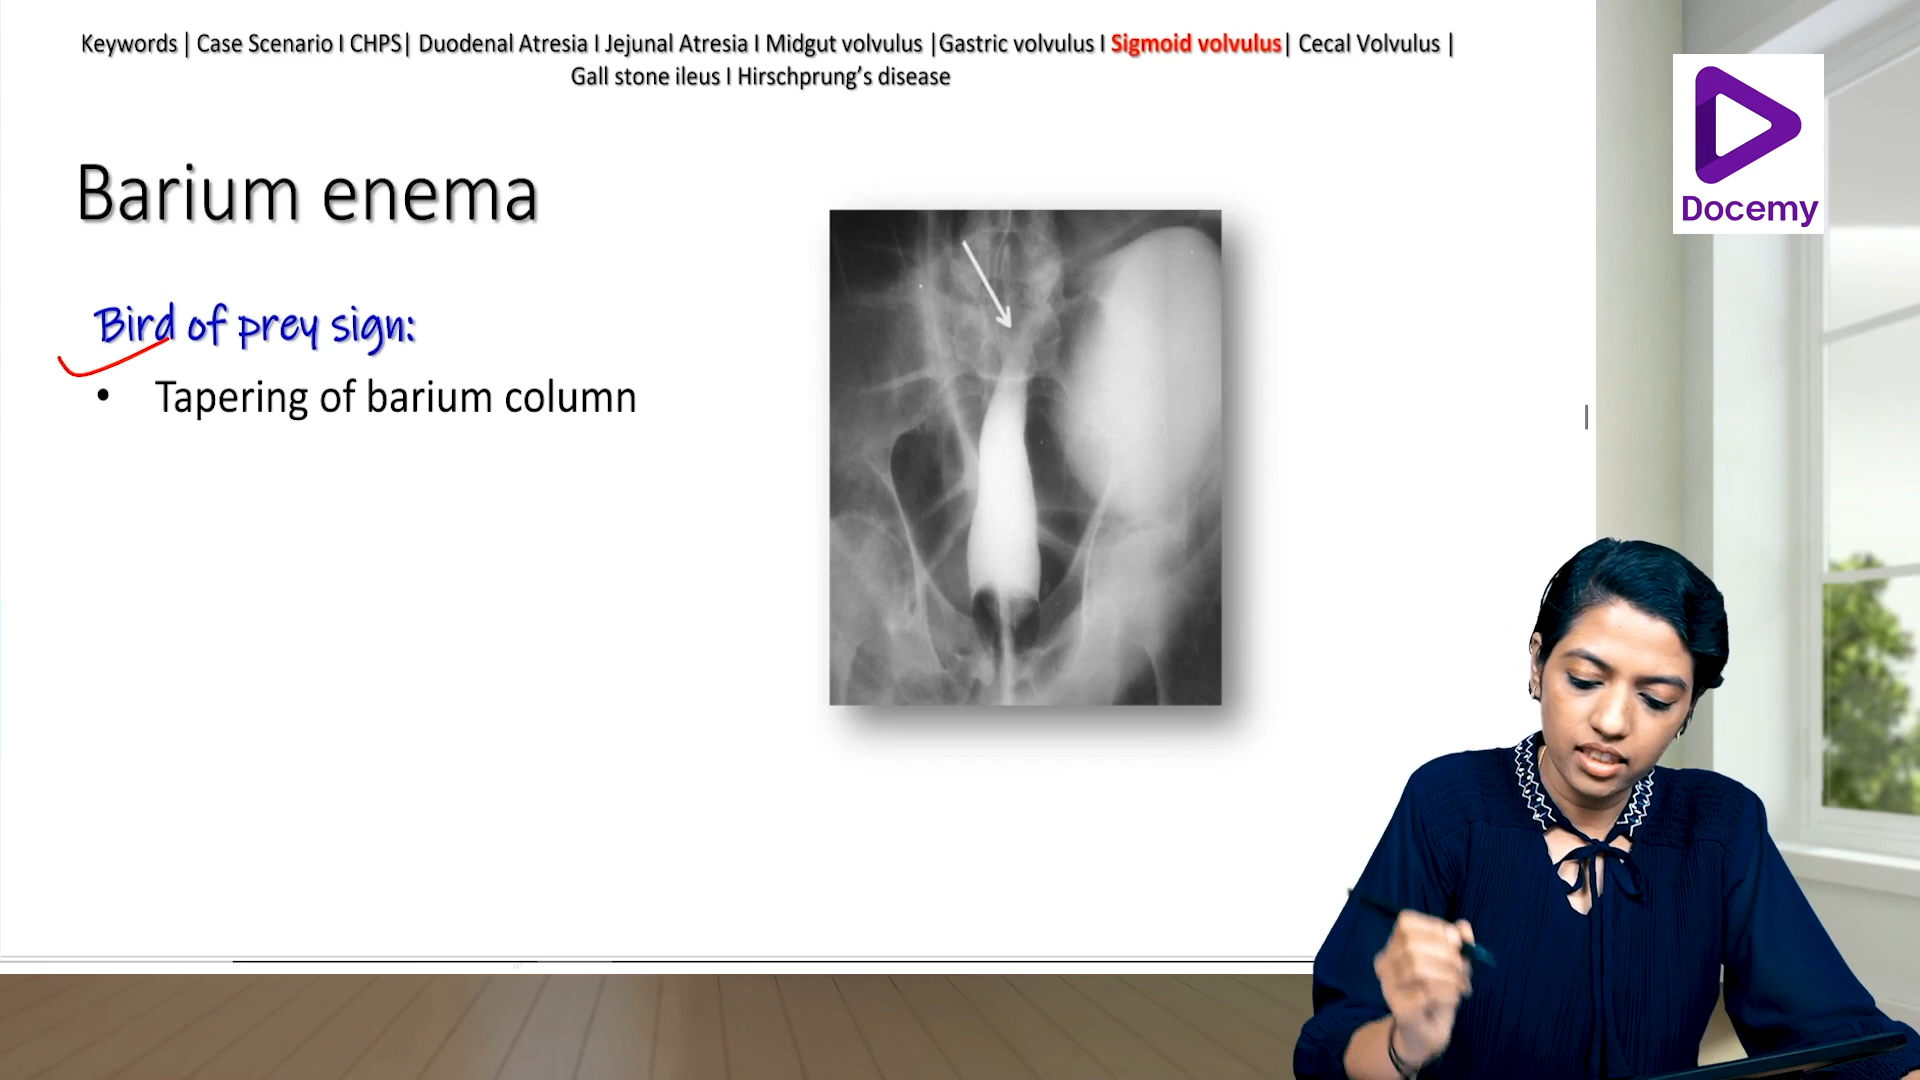 Keywords | Case Scenario I CHPS| Duodenal Atresia I Jejunal Atresia I Midgut volvulus |Gastric volvulus I Sigmoid volvulus| Cecal Volvulus |
Gall stone ileus I Hirschprung’s disease
Docemy
Barium enema
Bird of prey sign:
• Tapering of barium column